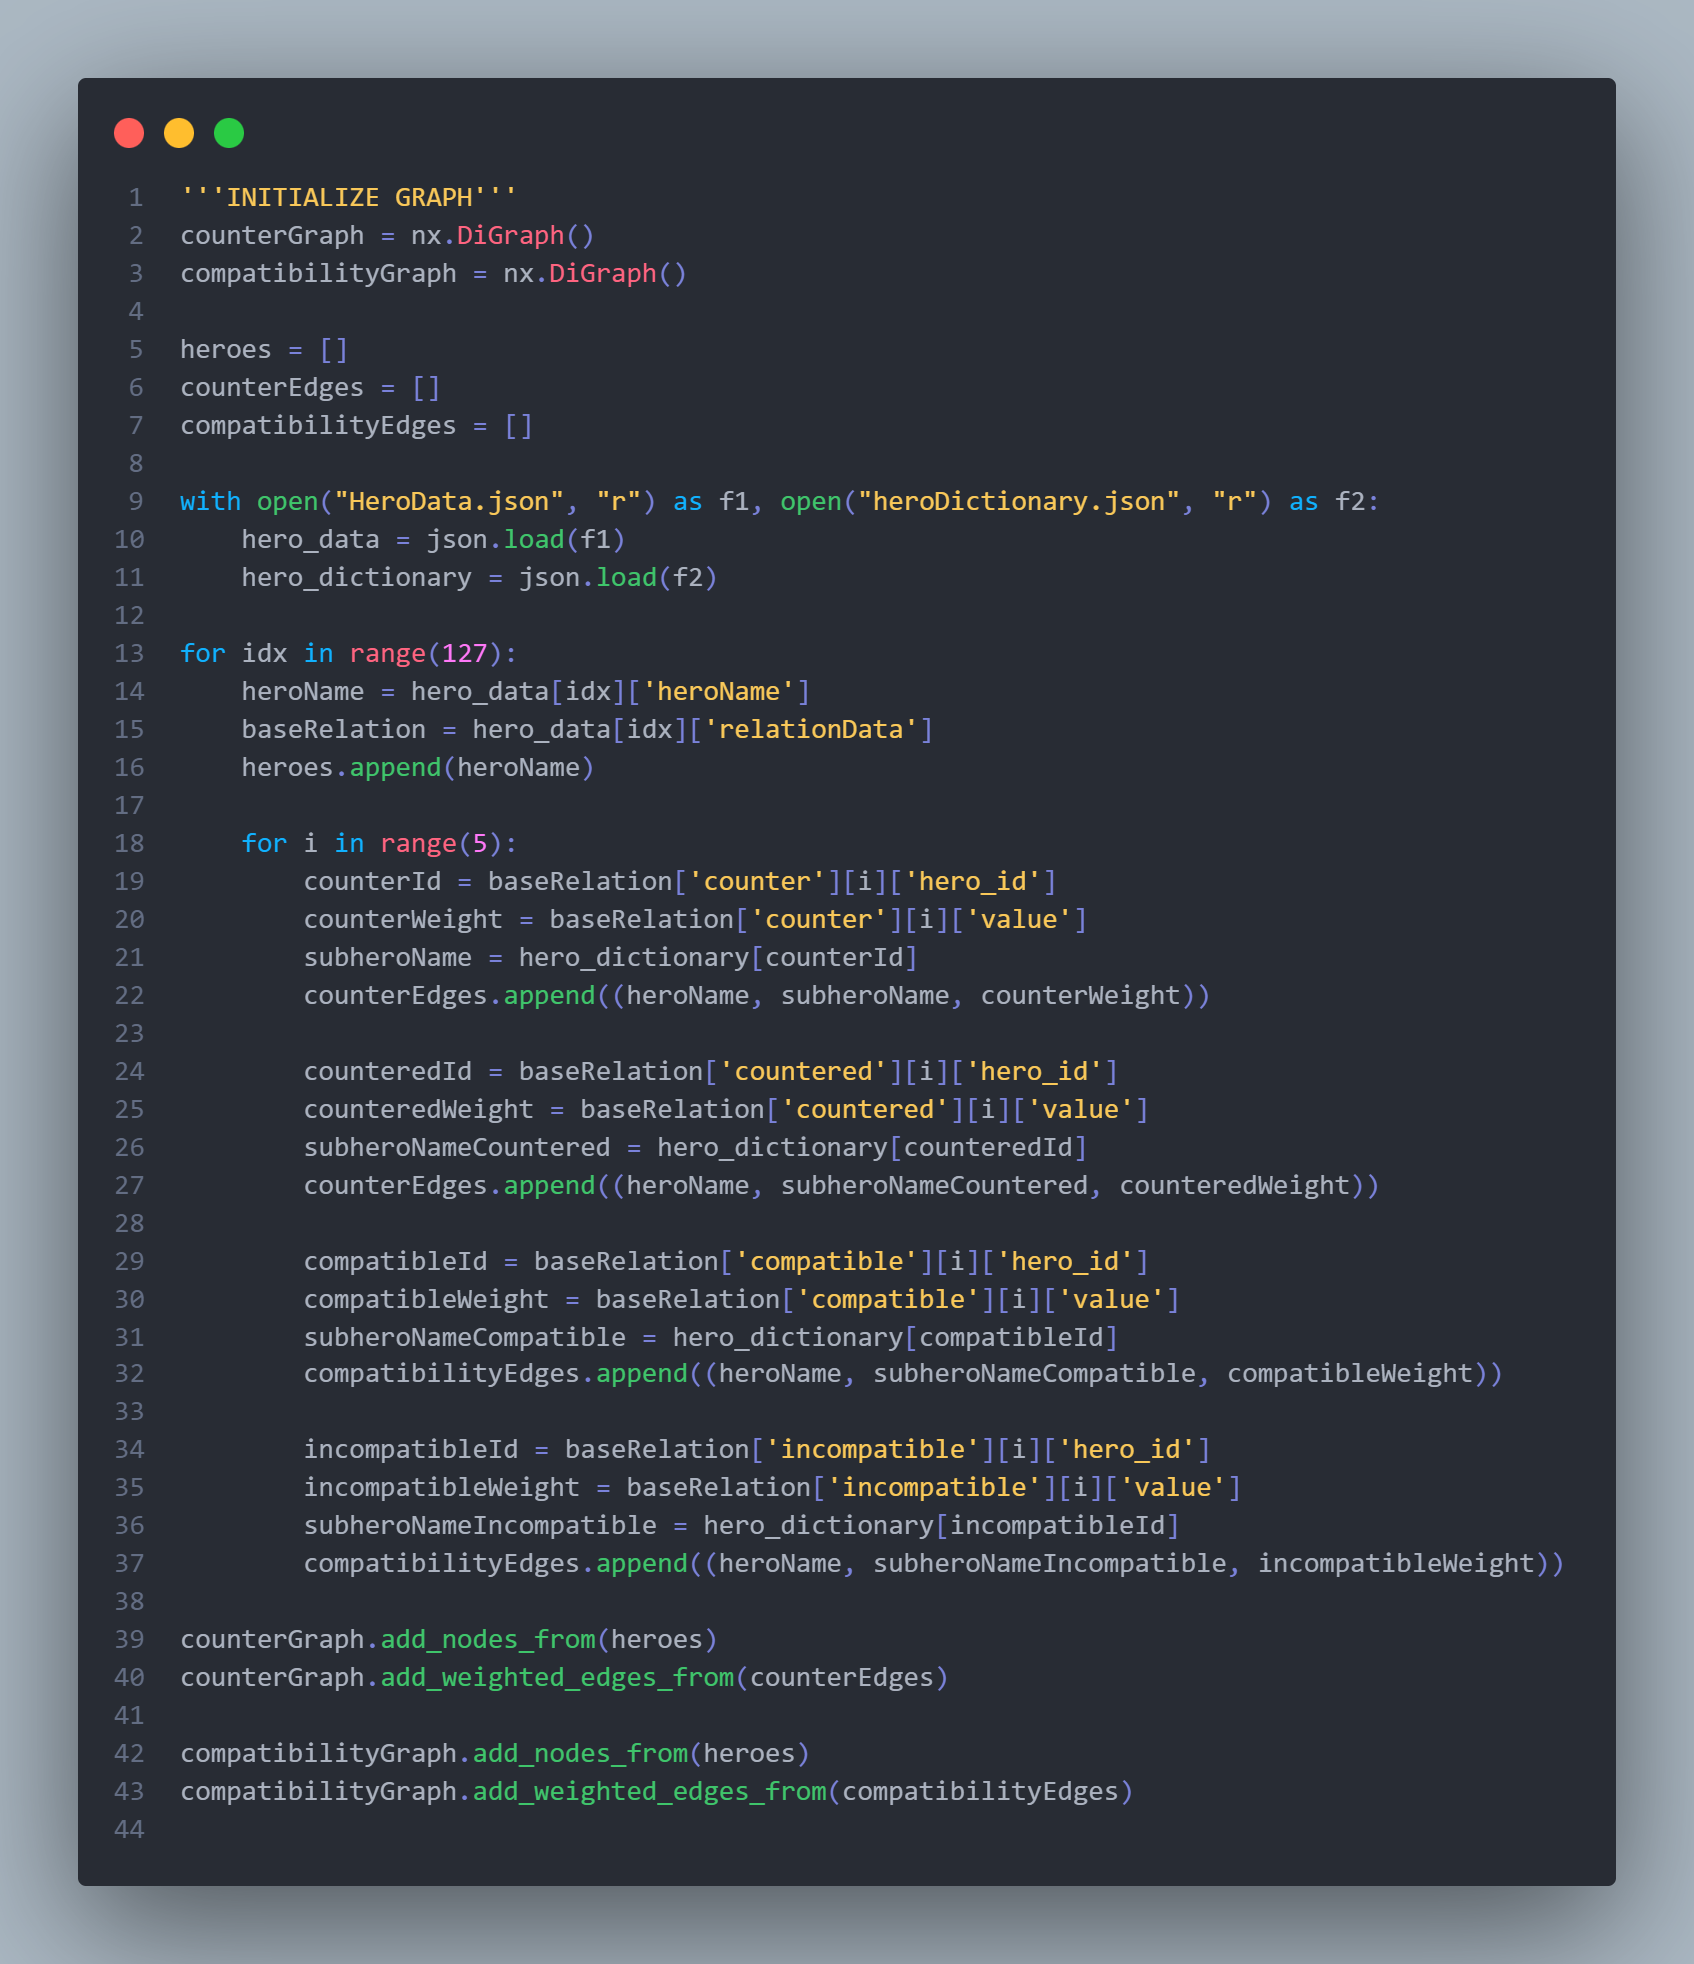 1 '''INITIALIZE GRAPH'''
2 counterGraph = nx.DiGraph()
3 compatibilityGraph = nx.DiGraph()
4
5 heroes = []
6 counterEdges = []
7 compatibilityEdges = []
8
9 with open("HeroData.json", "r") as f1, open("heroDictionary.json", "r") as f2:
10     hero_data = json.load(f1)
11     hero_dictionary = json.load(f2)
12
13 for idx in range(127):
14     heroName = hero_data[idx]['heroName']
15     baseRelation = hero_data[idx]['relationData']
16     heroes.append(heroName)
17
18     for i in range(5):
19         counterId = baseRelation['counter'][i]['hero_id']
20         counterWeight = baseRelation['counter'][i]['value']
21         subheroName = hero_dictionary[counterId]
22         counterEdges.append((heroName, subheroName, counterWeight))
23
24         counteredId = baseRelation['countered'][i]['hero_id']
25         counteredWeight = baseRelation['countered'][i]['value']
26         subheroNameCountered = hero_dictionary[counteredId]
27         counterEdges.append((heroName, subheroNameCountered, counteredWeight))
28
29         compatibleId = baseRelation['compatible'][i]['hero_id']
30         compatibleWeight = baseRelation['compatible'][i]['value']
31         subheroNameCompatible = hero_dictionary[compatibleId]
32         compatibilityEdges.append((heroName, subheroNameCompatible, compatibleWeight))
33
34         incompatibleId = baseRelation['incompatible'][i]['hero_id']
35         incompatibleWeight = baseRelation['incompatible'][i]['value']
36         subheroNameIncompatible = hero_dictionary[incompatibleId]
37         compatibilityEdges.append((heroName, subheroNameIncompatible, incompatibleWeight))
38
39 counterGraph.add_nodes_from(heroes)
40 counterGraph.add_weighted_edges_from(counterEdges)
41
42 compatibilityGraph.add_nodes_from(heroes)
43 compatibilityGraph.add_weighted_edges_from(compatibilityEdges)
44